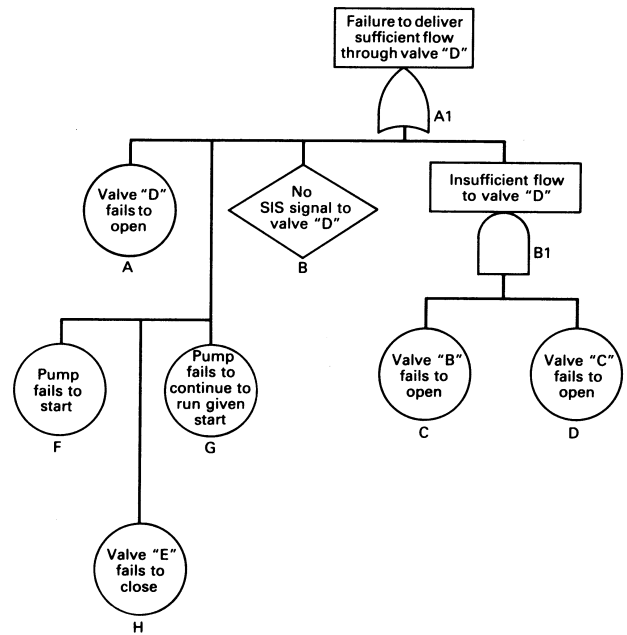 Failure to deliver
sufficient flow
through valve “D”
A1
Valve “D”
fails to
open
A
No
SIS signal to
valve “D”
B
Insufficient flow
to valve “D”
B1
Pump
fails to
start
F
Pump
fails to
continue to
run given
start
G
Valve “B”
fails to
open
C
Valve “C”
fails to
open
D
Valve “E”
fails to
close
H